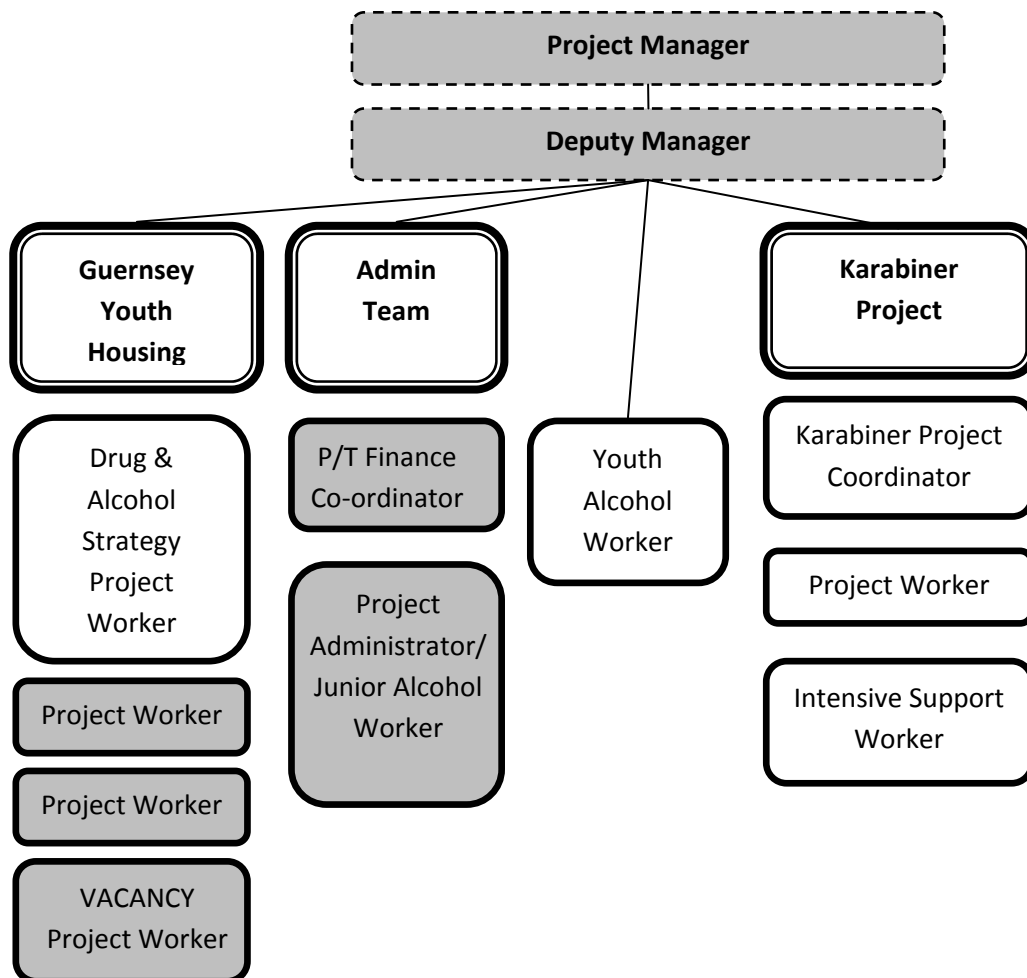 Project Manager
Deputy Manager
Guernsey
Youth
Housing
Admin
Team
Karabiner
Project
Drug &
Alcohol
Strategy
Project
Worker
Project Worker
Project Worker
VACANCY
Project Worker
P/T Finance
Co-ordinator
Project
Administrator/
Junior Alcohol
Worker
Youth
Alcohol
Worker
Karabiner Project
Coordinator
Project Worker
Intensive Support
Worker